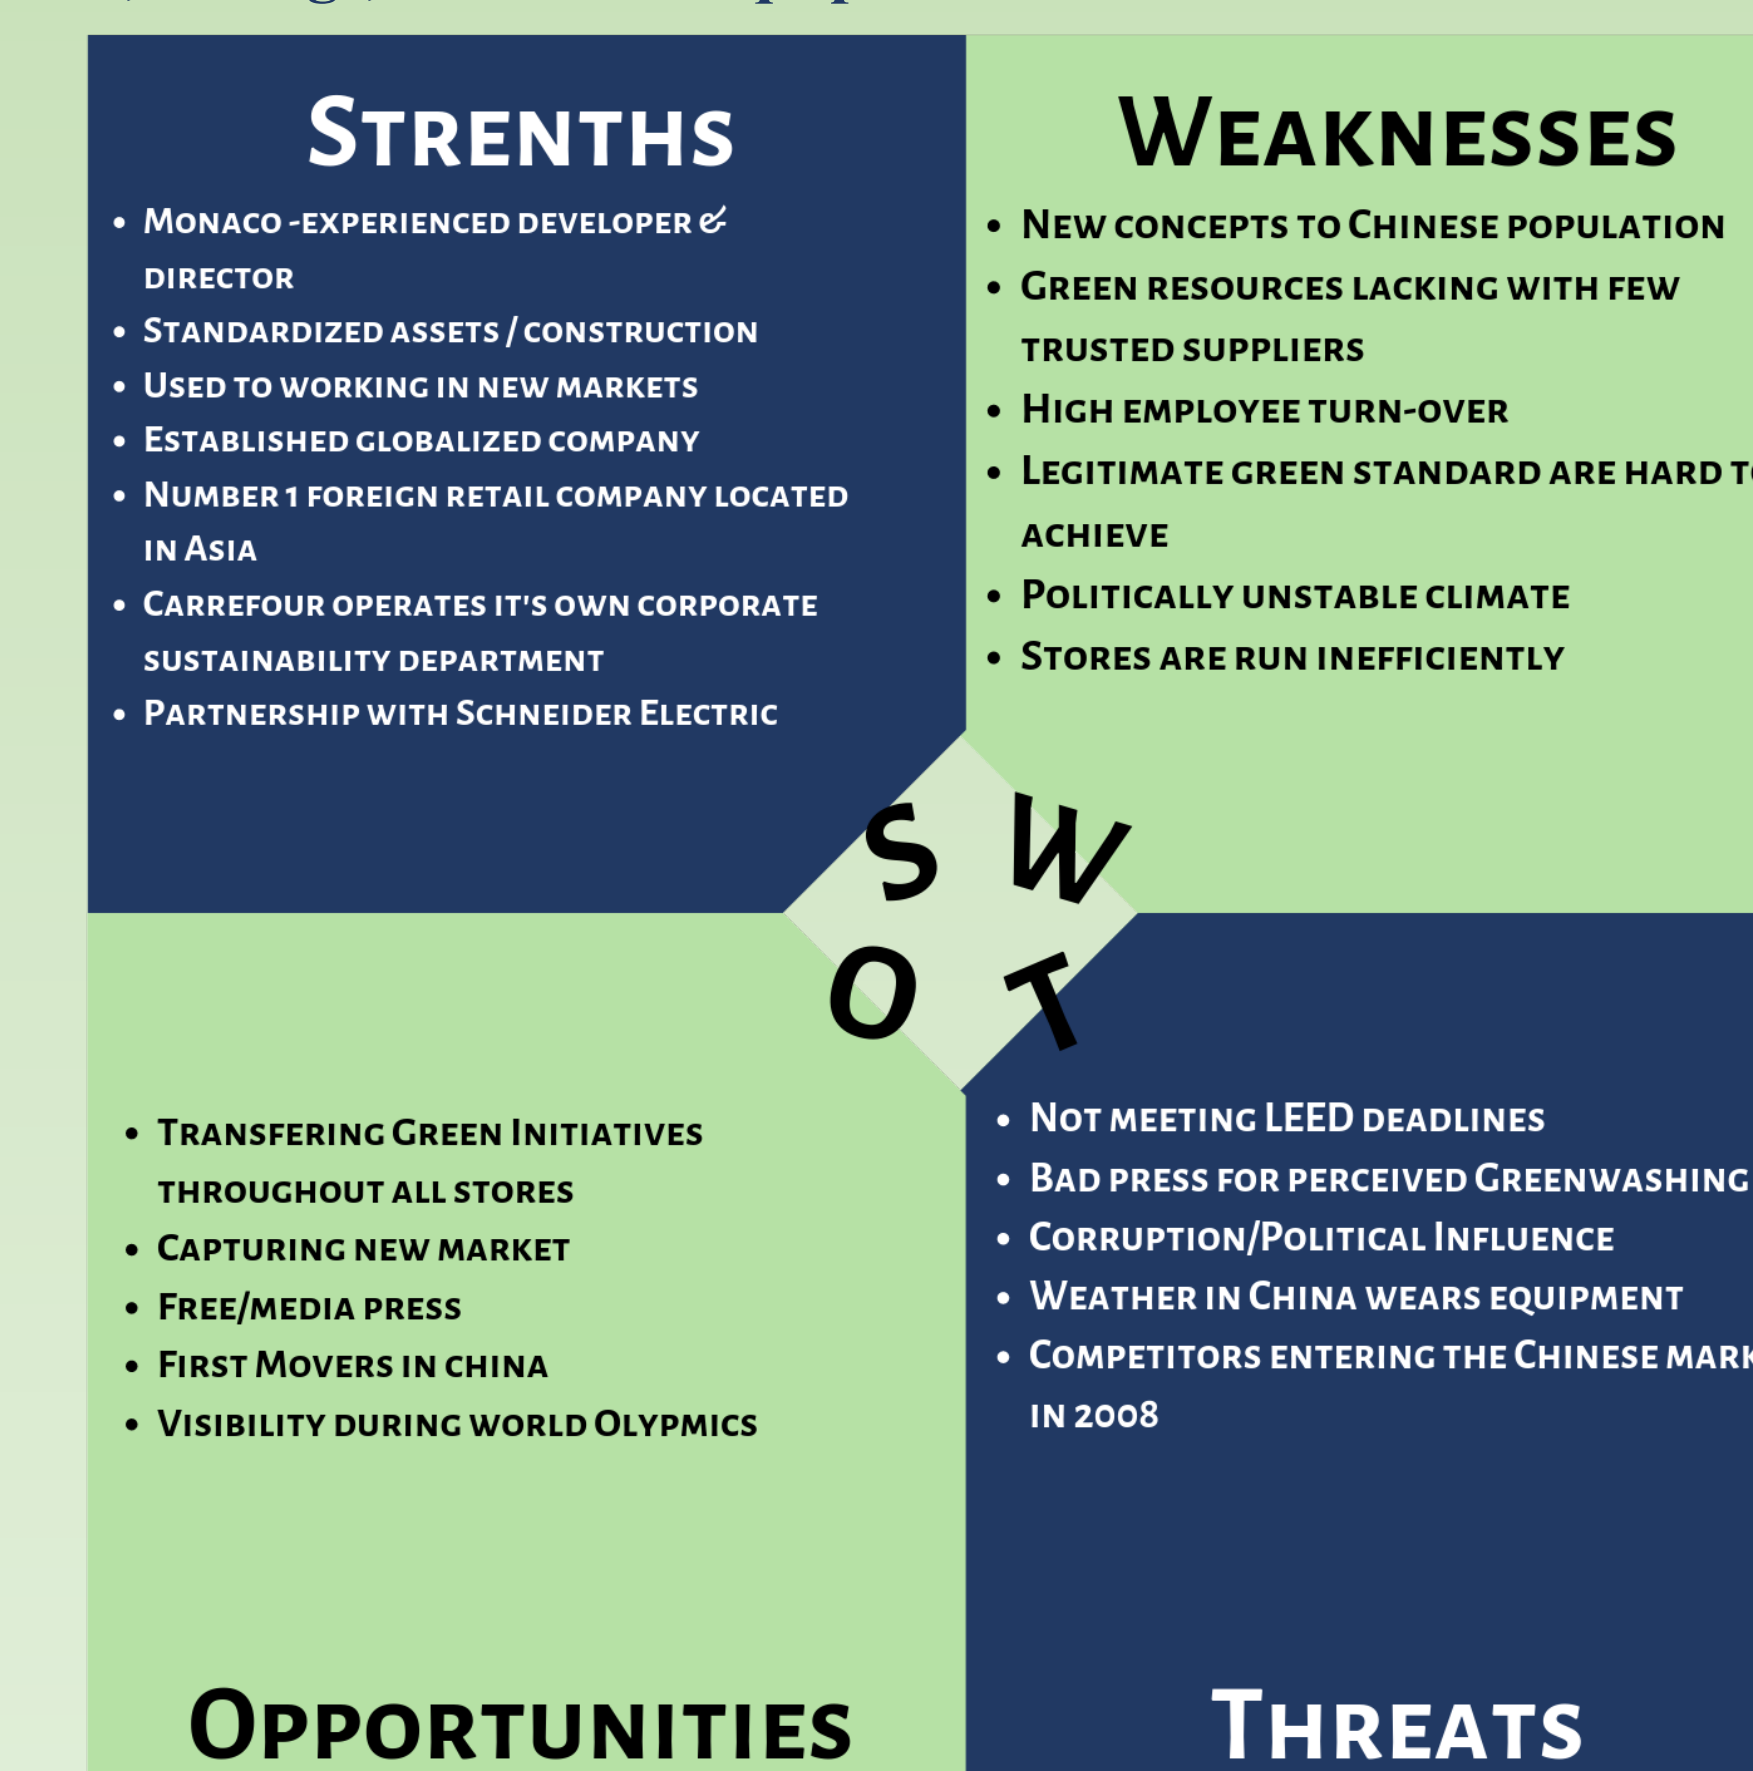 Strenths
• Monaco -experienced developer &
director
• Standardized assets / construction
• Used to working in new markets
• Established globalized company
• Number 1 foreign retail company located
in Asia
• Carrefour operates it's own corporate
sustainability department
• Partnership with Schneider Electric
Weaknesses
• New concepts to Chinese population
• Green resources lacking with few
trusted suppliers
• High employee turn-over
• Legitimate green standard are hard
achieve
• Politically unstable climate
• Stores are run inefficiently
S W
O T
• Transfering Green Initiatives
throughout all stores
• Capturing new market
• Free/media press
• First Movers in china
• Visibility during world Olypmics
Opportunities
• Not meeting LEED deadlines
• Bad press for perceived Greenwashing
• Corruption/Political Influence
• Weather in China wears equipment
• Competitors entering the Chinese
in 2008
Threats